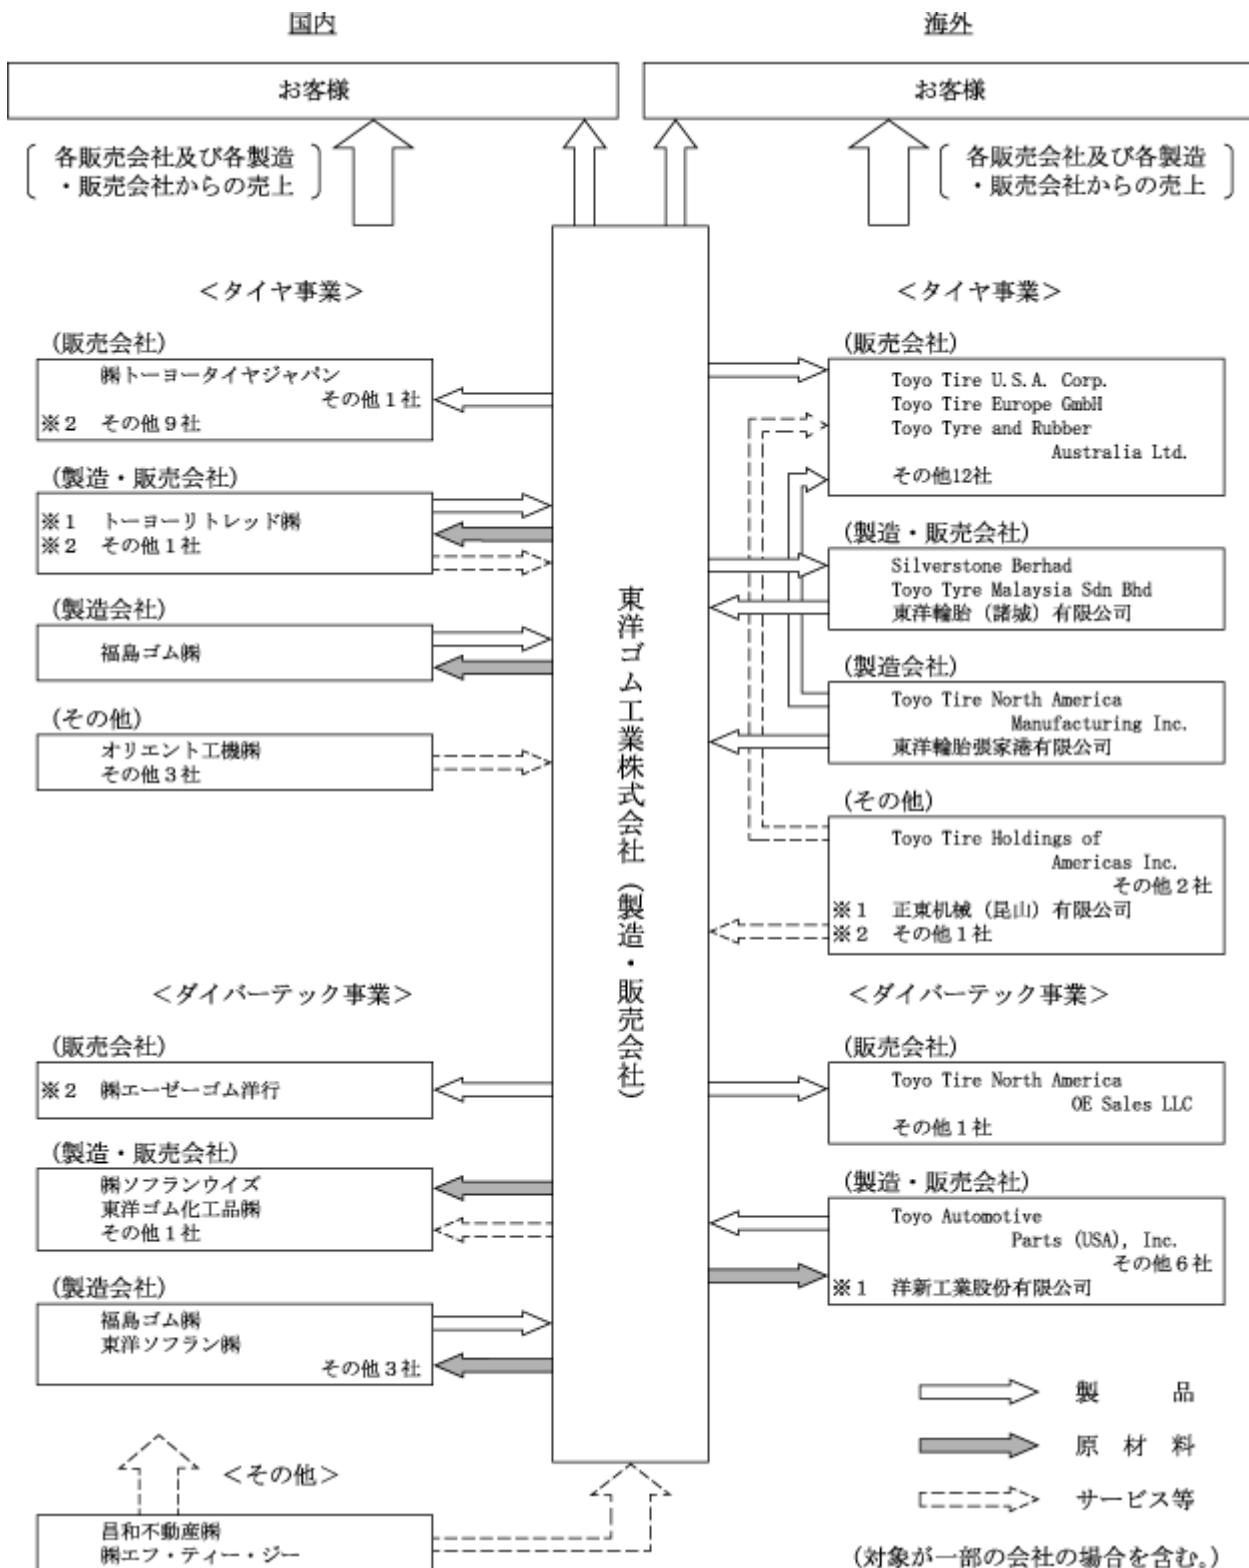 国内
お客様
各販売会社及び各製造
・販売会社からの売上
＜タイヤ事業＞
(販売会社)
㈱トーヨータイヤジャパン
その他１社
※２ その他９社
(製造・販売会社)
※１ トーヨーリトレッド㈱
※２ その他１社
(製造会社)
福島ゴム㈱
(その他)
オリエント工機㈱
その他３社
＜ダイバーテック事業＞
(販売会社)
※２ ㈱エーゼーゴム洋行
(製造・販売会社)
㈱ソフランウイズ
東洋ゴム化工品㈱
その他１社
(製造会社)
福島ゴム㈱
東洋ソフラン㈱
その他３社
＜その他＞
昌和不動産㈱
㈱エフ・ティー・ジー
東洋ゴム工業株式会社（製造・販売会社）
海外
お客様
各販売会社及び各製造
・販売会社からの売上
＜タイヤ事業＞
(販売会社)
Toyo Tire U.S.A. Corp.
Toyo Tire Europe GmbH
Toyo Tyre and Rubber
Australia Ltd.
その他12社
(製造・販売会社)
Silverstone Berhad
Toyo Tyre Malaysia Sdn Bhd
東洋輪胎（諸城）有限公司
(製造会社)
Toyo Tire North America
Manufacturing Inc.
東洋輪胎張家港有限公司
(その他)
Toyo Tire Holdings of
Americas Inc.
その他２社
※１ 正東机械（昆山）有限公司
※２ その他１社
＜ダイバーテック事業＞
(販売会社)
Toyo Tire North America
OE Sales LLC
その他１社
(製造・販売会社)
Toyo Automotive
Parts (USA), Inc.
その他６社
※１ 洋新工業股份有限公司
製品
原材料
サービス等
(対象が一部の会社の場合を含む。)